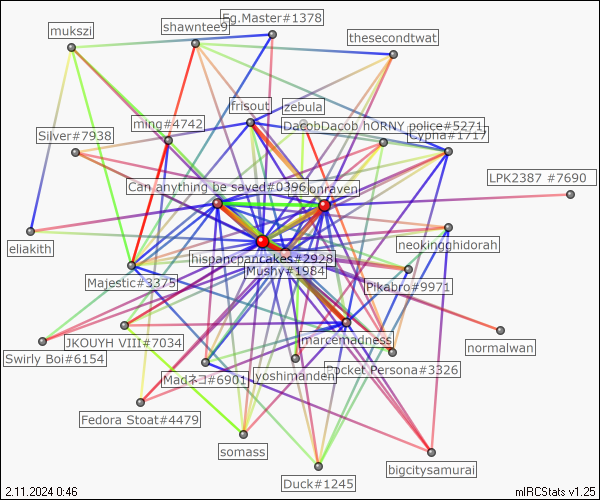 Fg.Master#1378
shawntee9
mukszi
thesecondtwat
frisout
zebula
ming#4742
DacobDacob hORNY police#5271
Cypha#1717
Silver#7938
LPK2387 #7690
Can anything be saved#0396
onraven
eliakith
neokingghidorah
hispancpancakes#2928
Mushy#1984
Majestic#3375
Pikabro#9971
JKOUYH VIII#7034
marcemadness
normalwan
Swirly Boi#6154
Madネコ#6901
yoshimanden
Pocket Persona#3326
Fedora Stoat#4479
somass
bigcitysamurai
Duck#1245
2.11.2024 0:46
mIRCStats v1.25